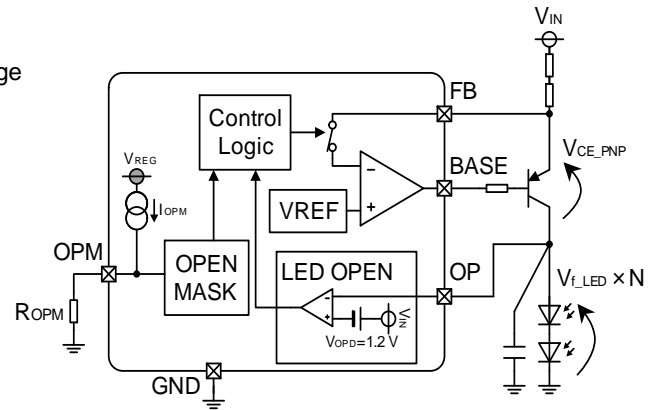 ge
VIN
FB
Control
Logic
VCE_PNP
VREG
BASE
IOPM
VREF
OPM
OPEN
MASK
LED OPEN
OP
Vf_LED × N
ROPM
VIN
VOPD=1.2 V
GND